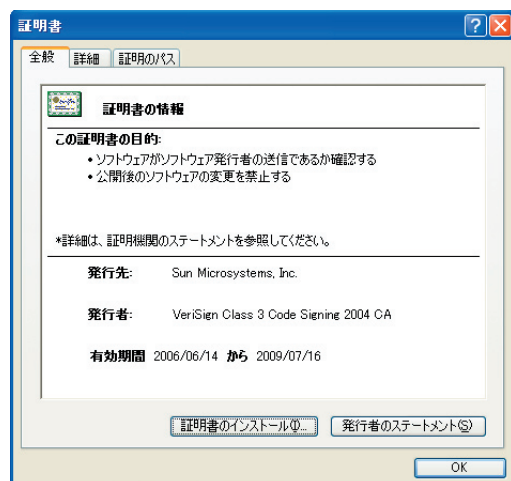 証明書
全般 詳細 証明のパス
証明書の情報
この証明書の目的:
•ソフトウェアがソフトウェア発行者の送信であるか確認する
•公開後のソフトウェアの変更を禁止する
*詳細は、証明機関のステートメントを参照してください。
発行先: Sun Microsystems, Inc.
発行者: VeriSign Class 3 Code Signing 2004 CA
有効期間 2006/06/14 から 2009/07/16
証明書のインストール(I)... 発行者のステートメント(S)
OK